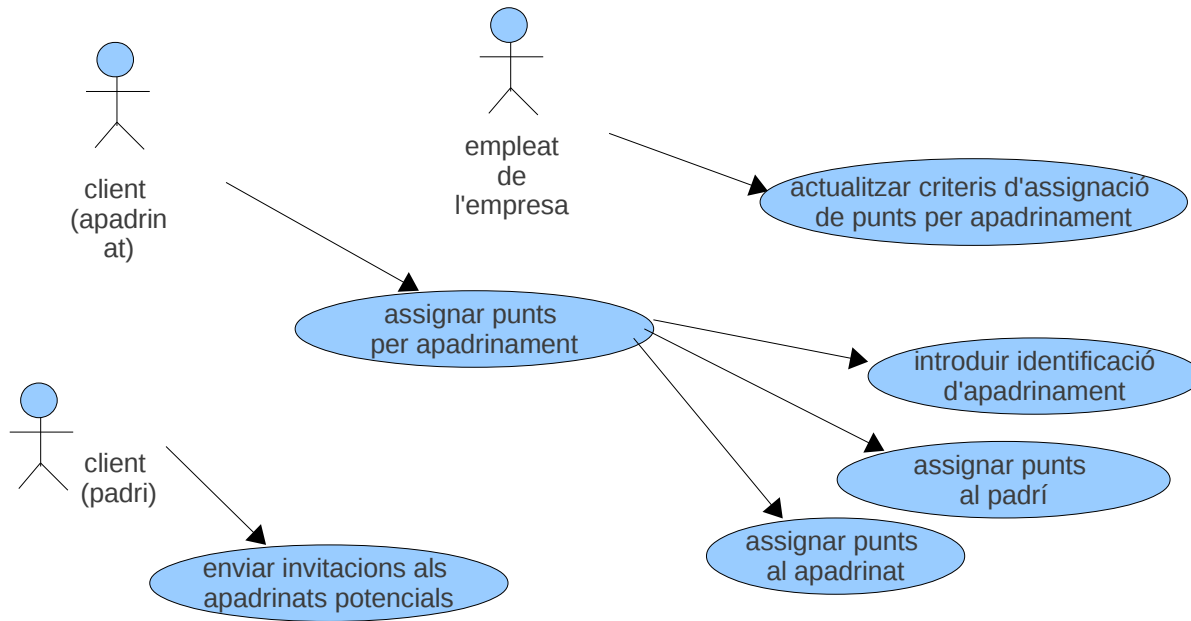 client
(apadrin
at)
empleat
de
l'empresa
actualitzar criteris d'assignació
de punts per apadrinament
assignar punts
per apadrinament
introduir identificació
d'apadrinament
client
(padri)
assignar punts
al padrí
assignar punts
al apadrinat
enviar invitacions als
apadrinats potencials